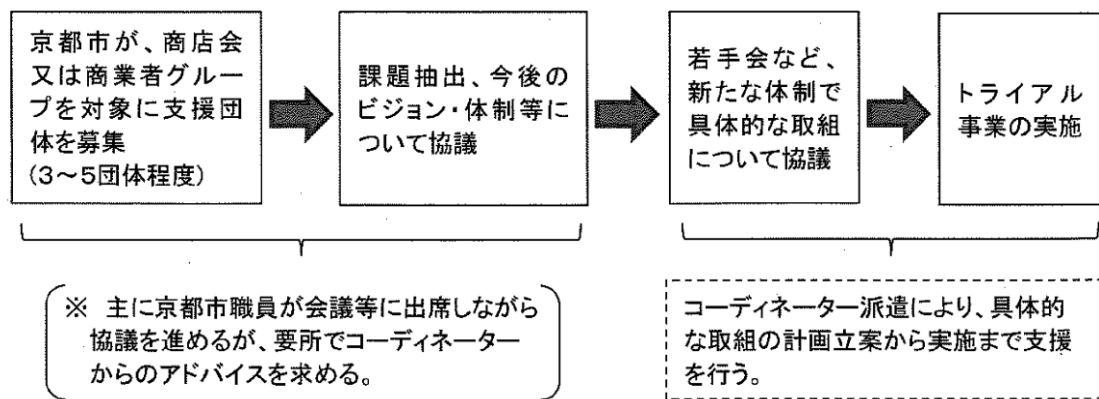 京都市が、商店会
又は商業者グルー
プを対象に支援団
体を募集
(3～5団体程度)
課題抽出、今後の
ビジョン・体制等に
ついて協議
若手会など、
新たな体制で
具体的な取組
について協議
トライアル
事業の実施
※ 主に京都市職員が会議等に出席しながら
協議を進めるが、要所でコーディネーター
からのアドバイスを求める。
コーディネーター派遣により、具体的
な取組の計画立案から実施まで支援
を行う。